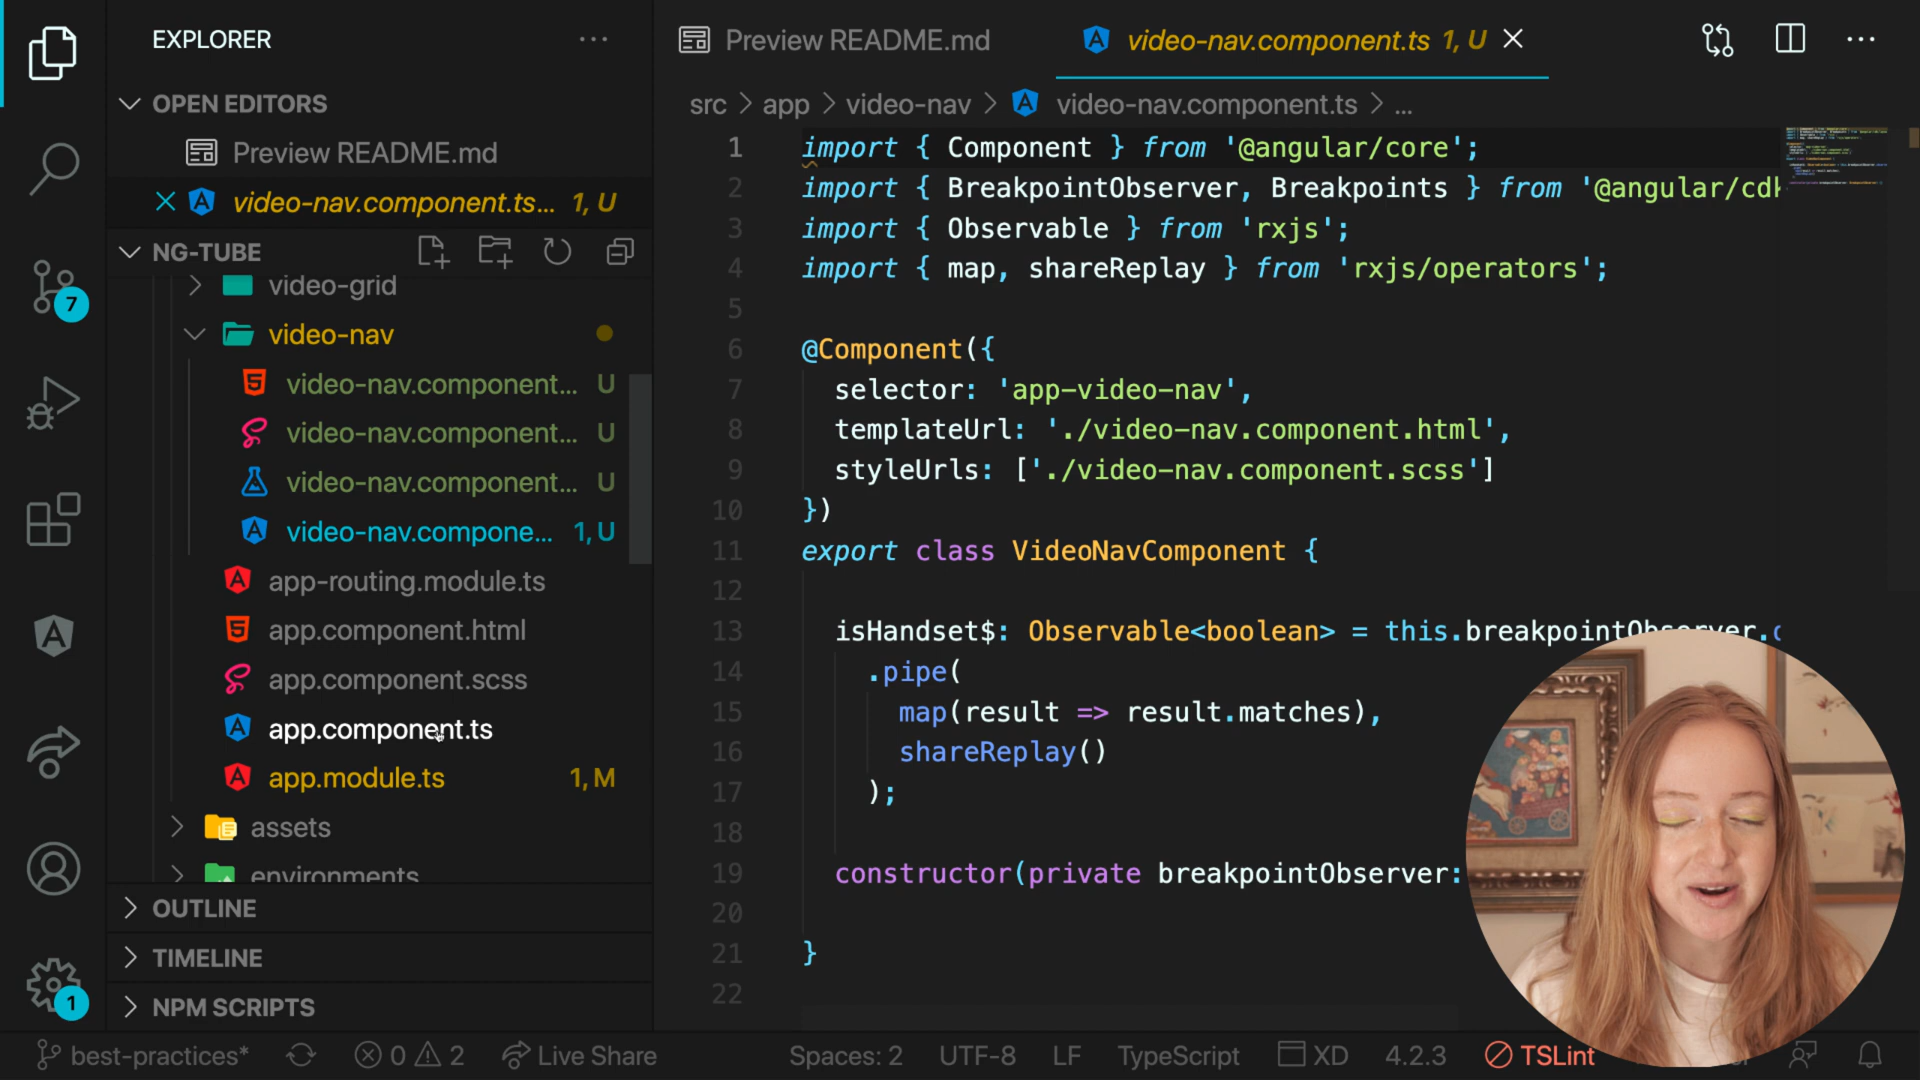 EXPLORER
...
OPEN EDITORS
Preview README.md
video-nav.component.ts... 1, U
NG-TUBE
video-grid
video-nav
video-nav.component... U
video-nav.component... U
video-nav.component... U
video-nav.compone... 1, U
app-routing.module.ts
app.component.html
app.component.scss
app.component.ts
app.module.ts 1, M
assets
environments
OUTLINE
TIMELINE
NPM SCRIPTS
7
1
Preview README.md
video-nav.component.ts 1, U
...
src > app > video-nav > video-nav.component.ts > ...
1 import { Component } from '@angular/core';
2 import { BreakpointObserver, Breakpoints } from '@angular/cdk
3 import { Observable } from 'rxjs';
4 import { map, shareReplay } from 'rxjs/operators';
5
6 @Component({
7 selector: 'app-video-nav',
8 templateUrl: './video-nav.component.html',
9 styleUrls: ['./video-nav.component.scss']
10 })
11 export class VideoNavComponent {
12
13 isHandset$: Observable<boolean> = this.breakpointObserver.
14 .pipe(
15 map(result => result.matches),
16 shareReplay()
17 );
18
19 constructor(private breakpointObserver:
20
21 }
22
best-practices* 0 2 Live Share Spaces: 2 UTF-8 LF TypeScript XD 4.2.3 TSLint